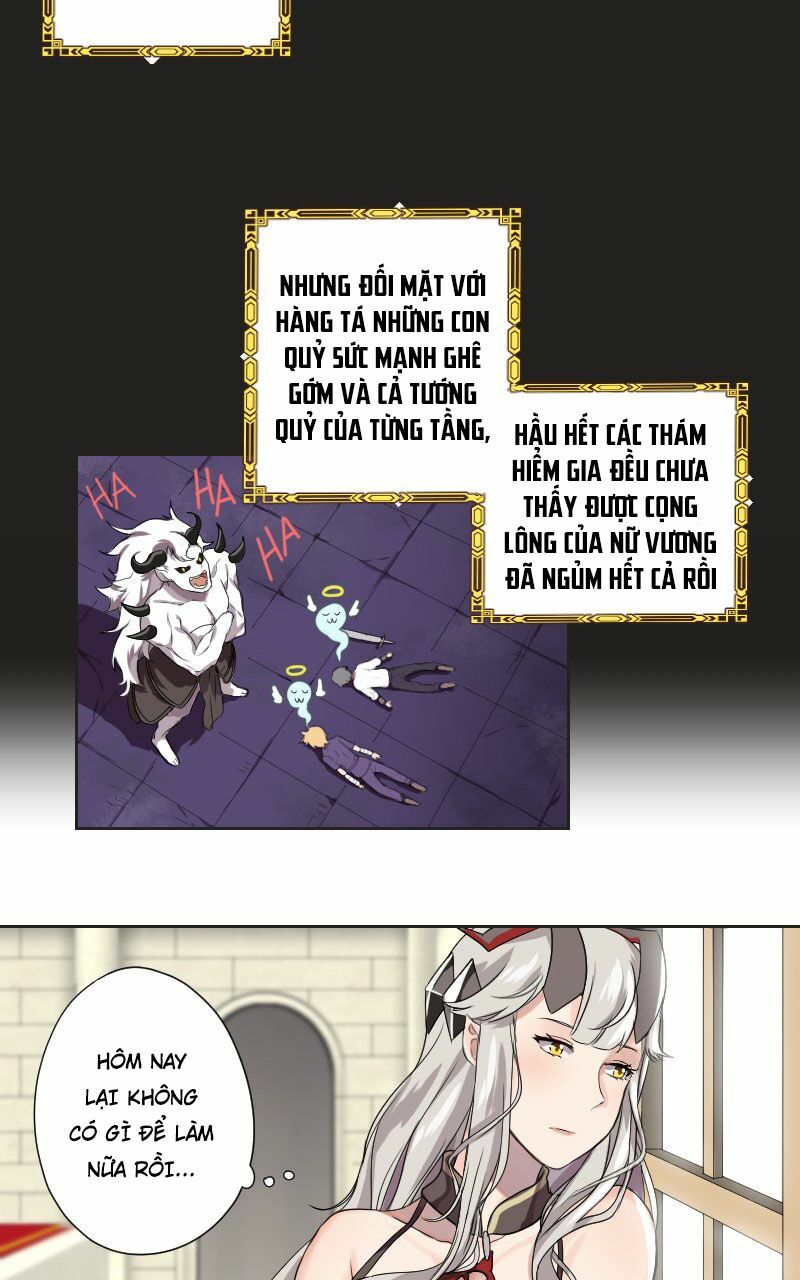 NHƯNG ĐỐI MẶT VỚI
HÀNG TÁ NHỮNG CON
QUỶ SỨC MẠNH GHÊ
GỚM VÀ CẢ TƯỚNG
QUỶ CỦA TỪNG TẦNG,
HẦU HẾT CÁC THÁM
HIỂM GIA ĐỀU CHƯA
THẤY ĐƯỢC CỌNG
LÔNG CỦA NỮ VƯƠNG
ĐÃ NGỦM HẾT CẢ RỒI
HA
HA
HA
HÔM NAY
LẠI KHÔNG
CÓ GÌ ĐỂ LÀM
NỮA RỒI...